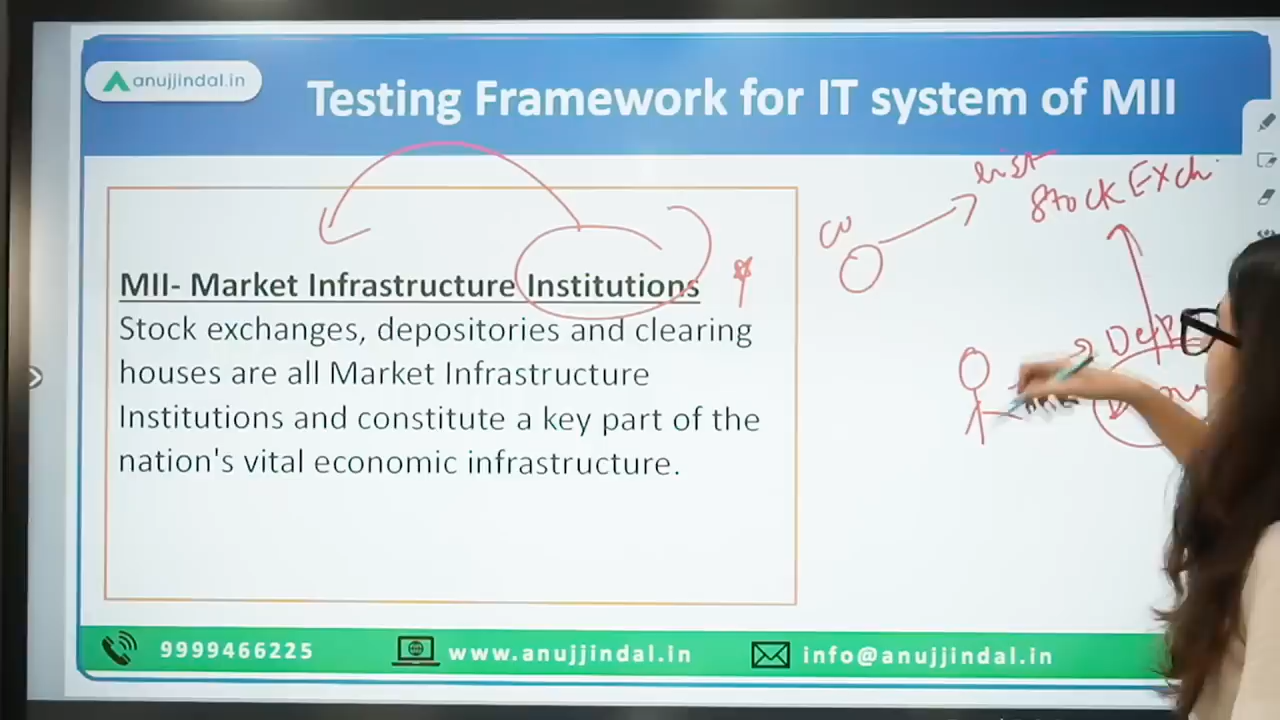 anujjindal.in
Testing Framework for IT system of MII
MII- Market Infrastructure Institutions
Stock exchanges, depositories and clearing
houses are all Market Infrastructure
Institutions and constitute a key part of the
nation's vital economic infrastructure.
co
list
Stock Exch.
9999466225
www.anujjindal.in
info@anujjindal.in